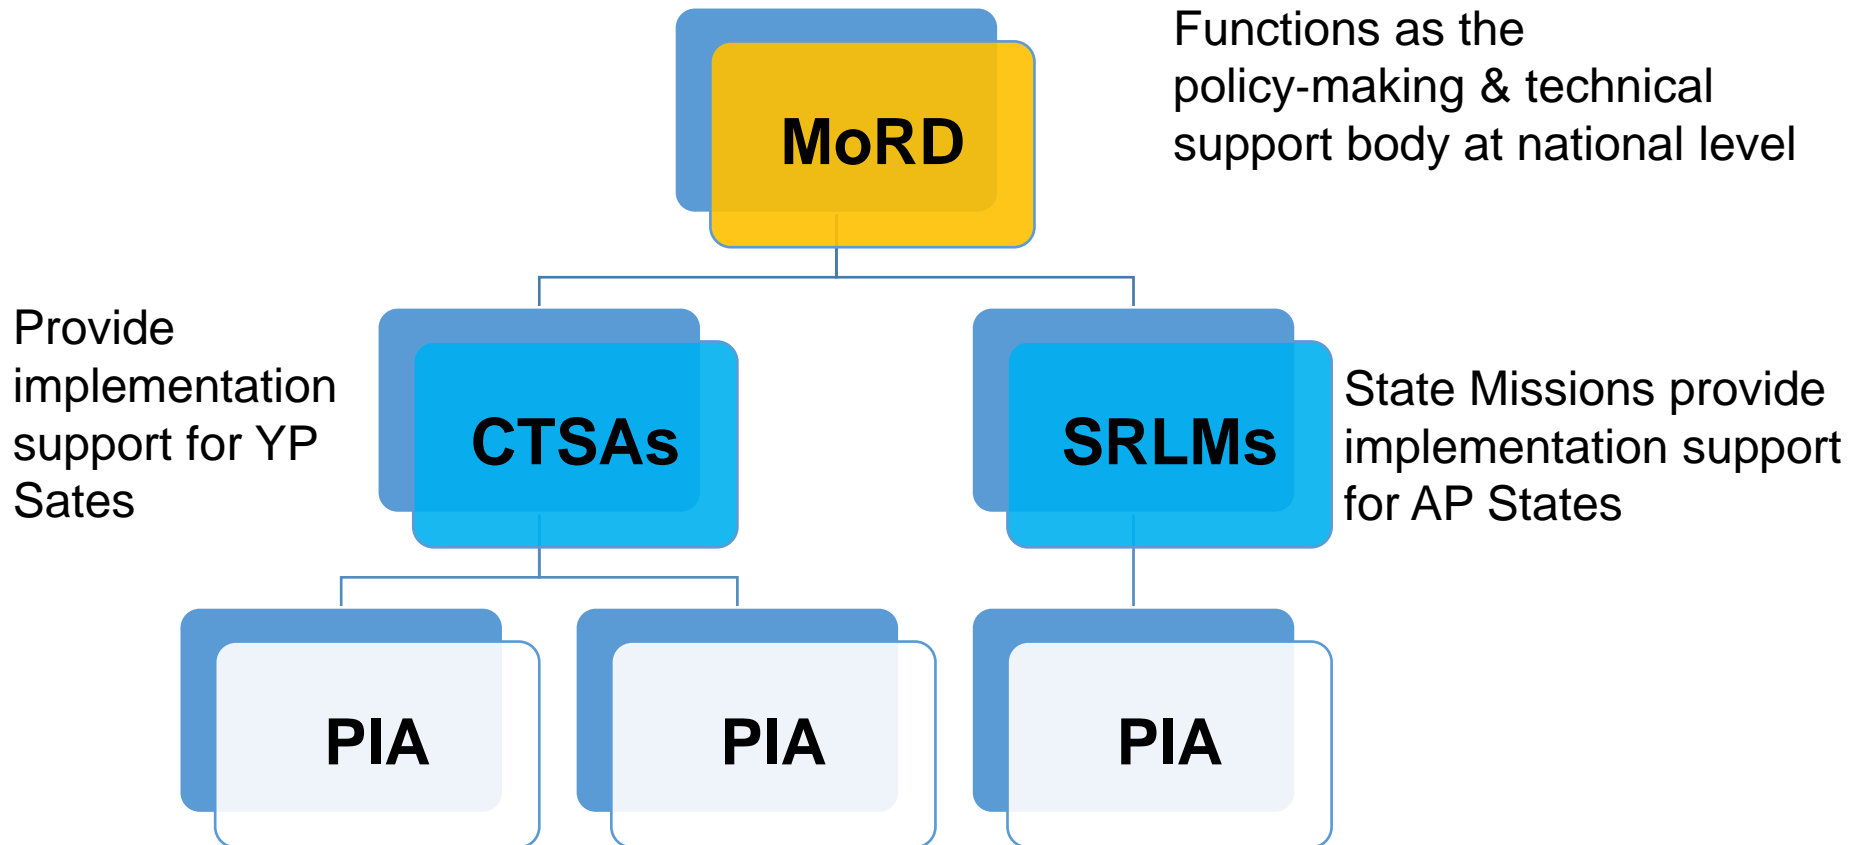 Functions as the
policy-making & technical
support body at national level
MoRD
Provide
implementation
support for YP
Sates
CTSAs
SRLMs
State Missions provide
implementation support
for AP States
PIA
PIA
PIA